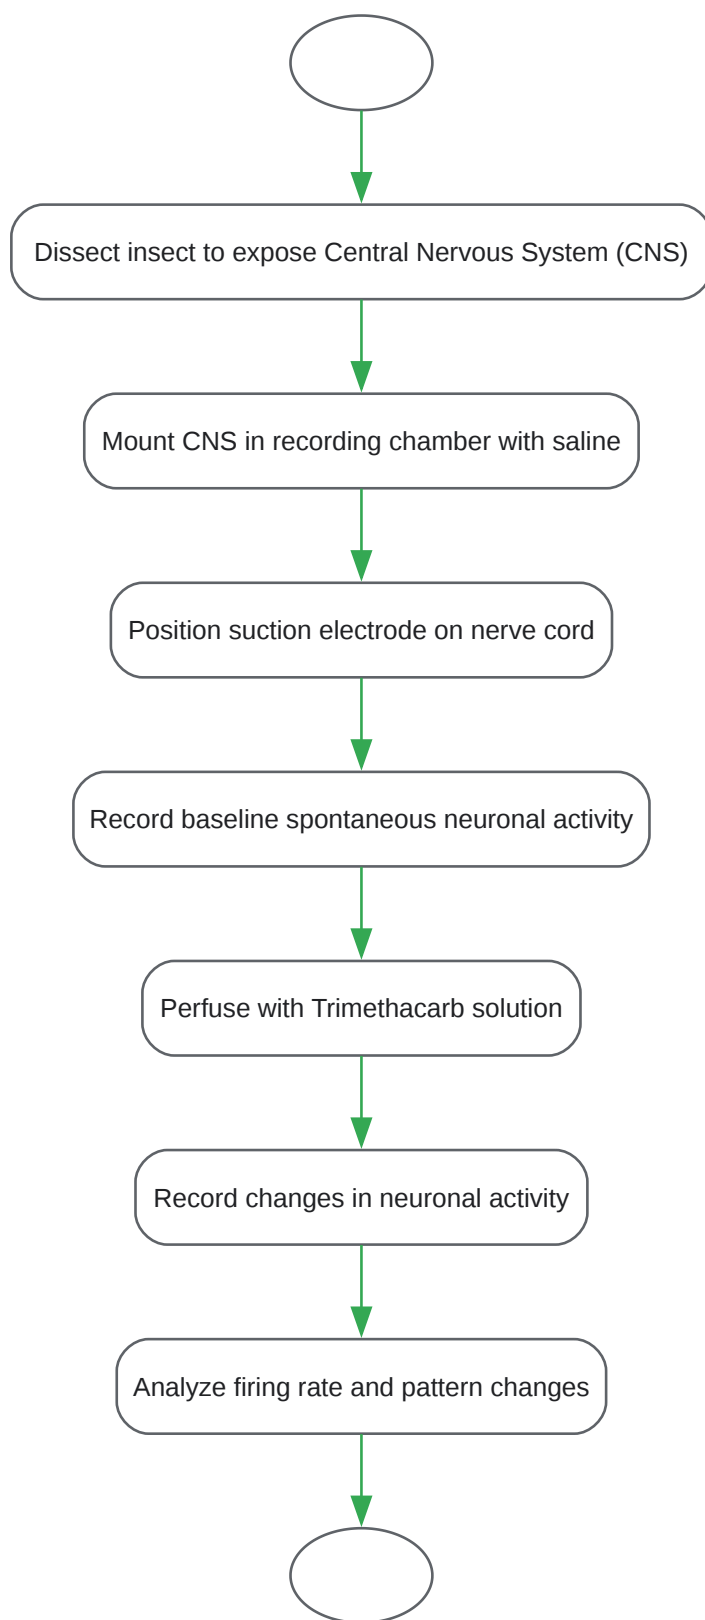 Dissect insect to expose Central Nervous System (CNS)
Mount CNS in recording chamber with saline
Position suction electrode on nerve cord
Record baseline spontaneous neuronal activity
Perfuse with Trimethacarb solution
Record changes in neuronal activity
Analyze firing rate and pattern changes